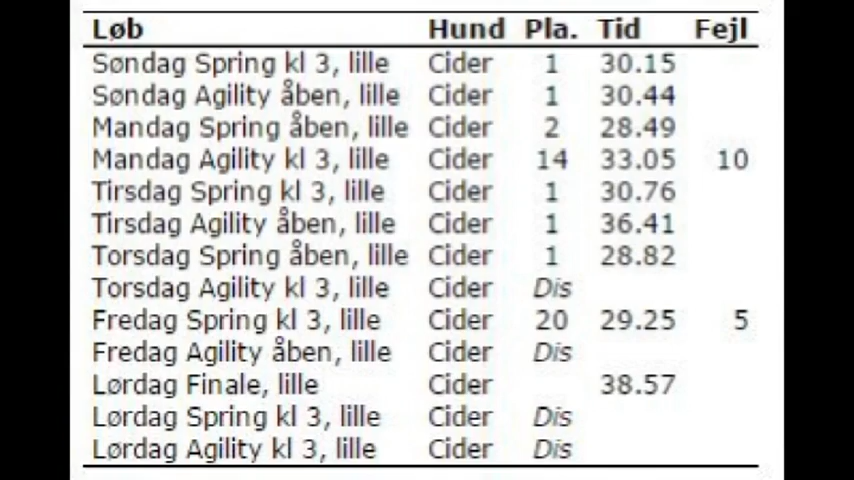 Løb Hund Pla. Tid Fejl
Søndag Spring kl 3, lille Cider 1 30.15
Søndag Agility åben, lille Cider 1 30.44
Mandag Spring åben, lille Cider 2 28.49
Mandag Agility kl 3, lille Cider 14 33.05 10
Tirsdag Spring kl 3, lille Cider 1 30.76
Tirsdag Agility åben, lille Cider 1 36.41
Torsdag Spring åben, lille Cider 1 28.82
Torsdag Agility kl 3, lille Cider Dis
Fredag Spring kl 3, lille Cider 20 29.25 5
Fredag Agility åben, lille Cider Dis
Lørdag Finale, lille Cider 38.57
Lørdag Spring kl 3, lille Cider Dis
Lørdag Agility kl 3, lille Cider Dis